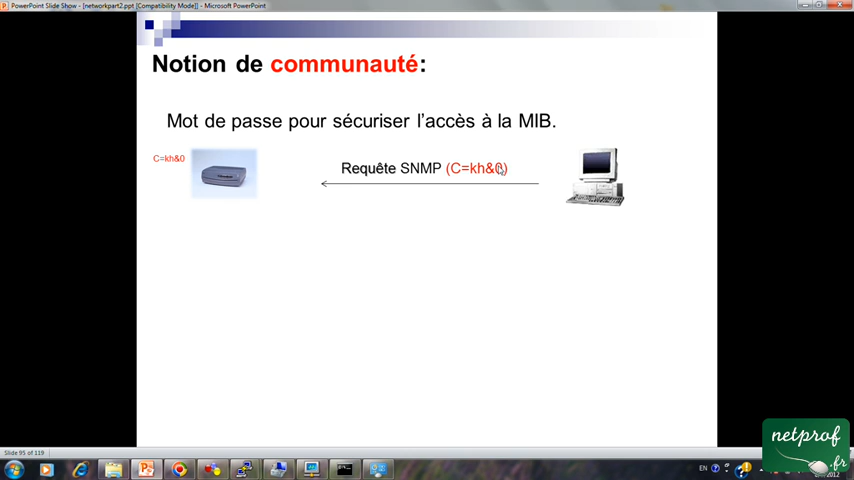 PowerPoint Slide Show - [networkpart2.ppt [Compatibility Mode]] - Microsoft PowerPoint
Notion de communauté:
Mot de passe pour sécuriser l'accès à la MIB.
C=kh&0
Requête SNMP (C=kh&0)
Slide 95 of 119
EN
netprof
.fr